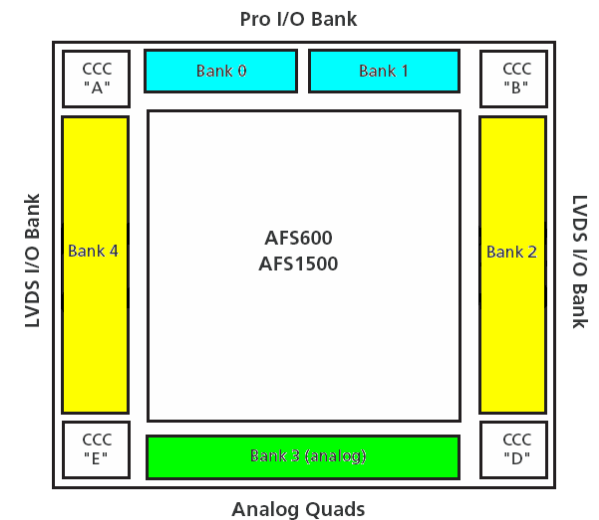 Pro I/O Bank
CCC
"A"
Bank 0
Bank 1
CCC
"B"
LVDS I/O Bank
Bank 4
AFS600
AFS1500
Bank 2
LVDS I/O Bank
CCC
"E"
Bank 3 (analog)
CCC
"D"
Analog Quads